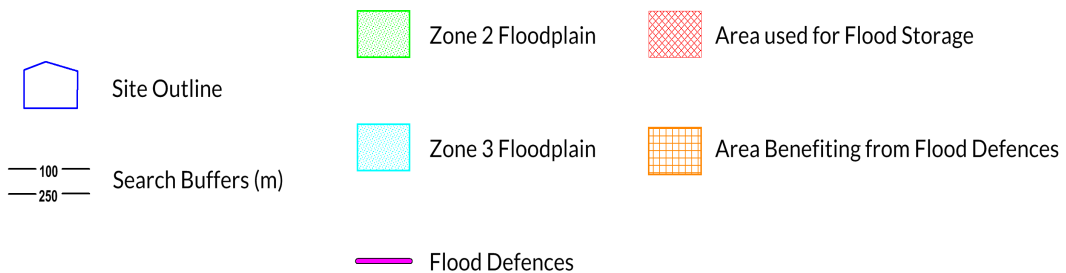 Site Outline
100
250
Search Buffers (m)
Zone 2 Floodplain
Zone 3 Floodplain
Flood Defences
Area used for Flood Storage
Area Benefiting from Flood Defences